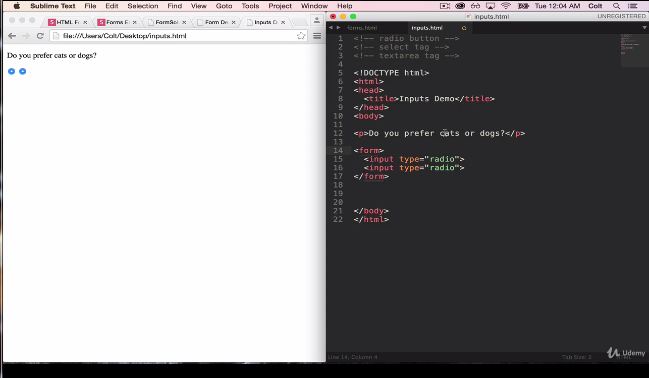 Sublime Text File Edit Selection Find View Goto Tools Project Window Help Tue 12:04 AM Colt
inputs.html UNREGISTERED
HTML F Forms E FormSol Form De Inputs D
forms.html inputs.html
file:///Users/Colt/Desktop/inputs.html
Do you prefer cats or dogs?
1 <!-- radio button -->
2 <!-- select tag -->
3 <!-- textarea tag -->
4
5 <!DOCTYPE html>
6 <html>
7 <head>
8 <title>Inputs Demo</title>
9 </head>
10 <body>
11
12 <p>Do you prefer cats or dogs?</p>
13
14 <form>
15 <input type="radio">
16 <input type="radio">
17 </form>
18
19
20
21 </body>
22 </html>
Line 14, Column 4 Tab Size: 2
Udemy